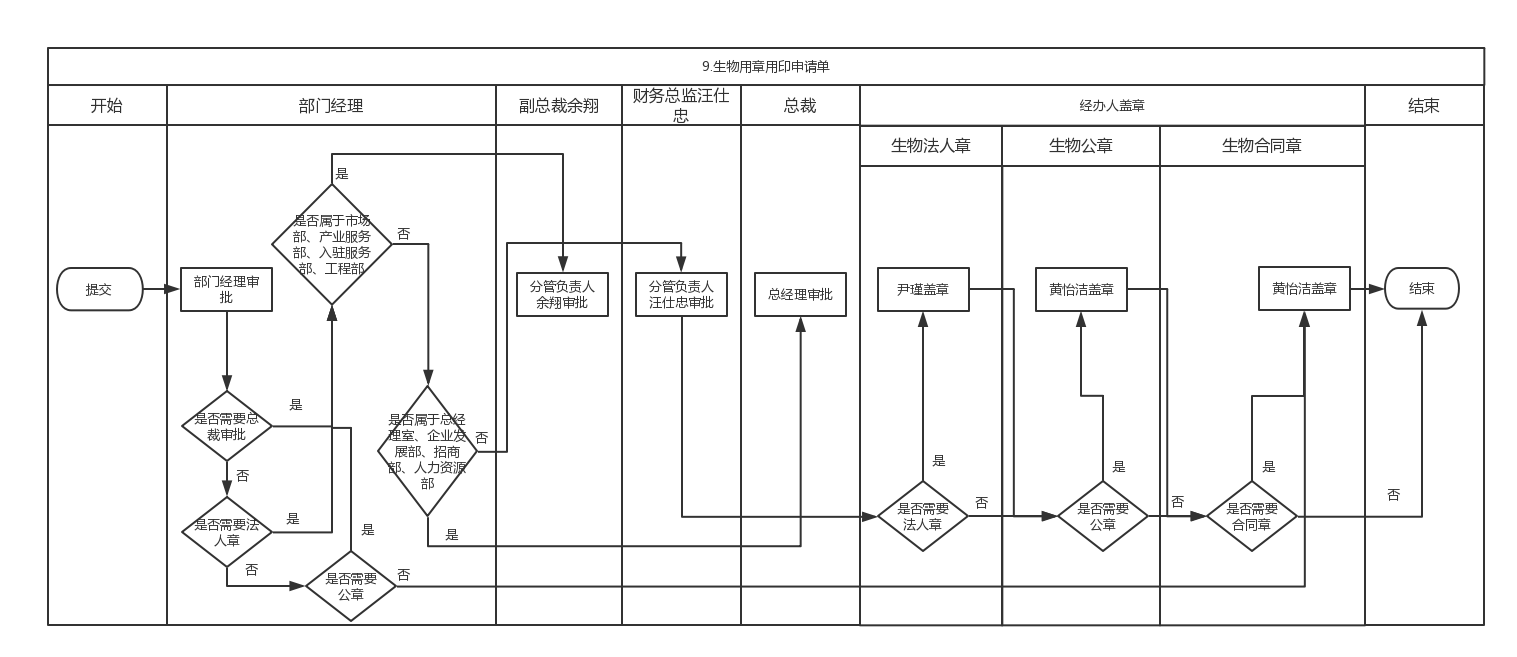 9.生物用章用印申请单
开始
部门经理
副总裁余翔
财务总监汪仕
忠
总裁
经办人盖章
结束
生物法人章
生物公章
生物合同章
是
是否属于市场
部、产业服务
部、入驻服务
部、工程部
否
提交
部门经理审
批
分管负责人
余翔审批
分管负责人
汪仕忠审批
总经理审批
尹瑾盖章
黄怡洁盖章
黄怡洁盖章
结束
是否需要总
裁审批
是
是否属于总经
理室、企业发
展部、招商
部、人力资源
部
否
否
是
是
是
否
是否需要法
人章
是
是
是
是否需要
法人章
否
是否需要
公章
否
是否需要
合同章
否
否
是否需要
公章
否